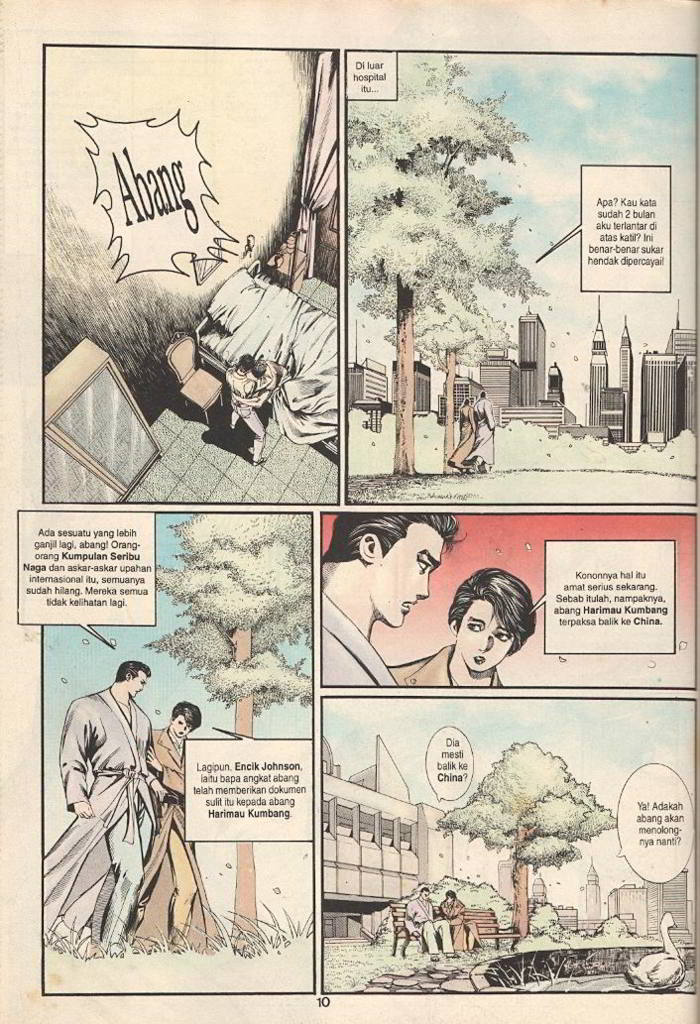 Abang
Di luar
hospital
itu...
Apa? Kau kata
sudah 2 bulan
aku terlantar di
atas katil? Ini
benar-benar sukar
hendak dipercayai!
Ada sesuatu yang lebih
ganjil lagi, abang! Orang-
orang Kumpulan Seribu
Naga dan askar-askar upahan
internasional itu, semuanya
sudah hilang. Mereka semua
tidak kelihatan lagi.
Lagipun, Encik Johnson,
iaitu bapa angkat abang
telah memberikan dokumen
sulit itu kepada abang
Harimau Kumbang.
Kononnya hal itu
amat serius sekarang.
Sebab itulah, nampaknya,
abang Harimau Kumbang
terpaksa balik ke China.
Dia
mesti
balik ke
China?
Ya! Adakah
abang akan
menolong-
nya nanti?
10